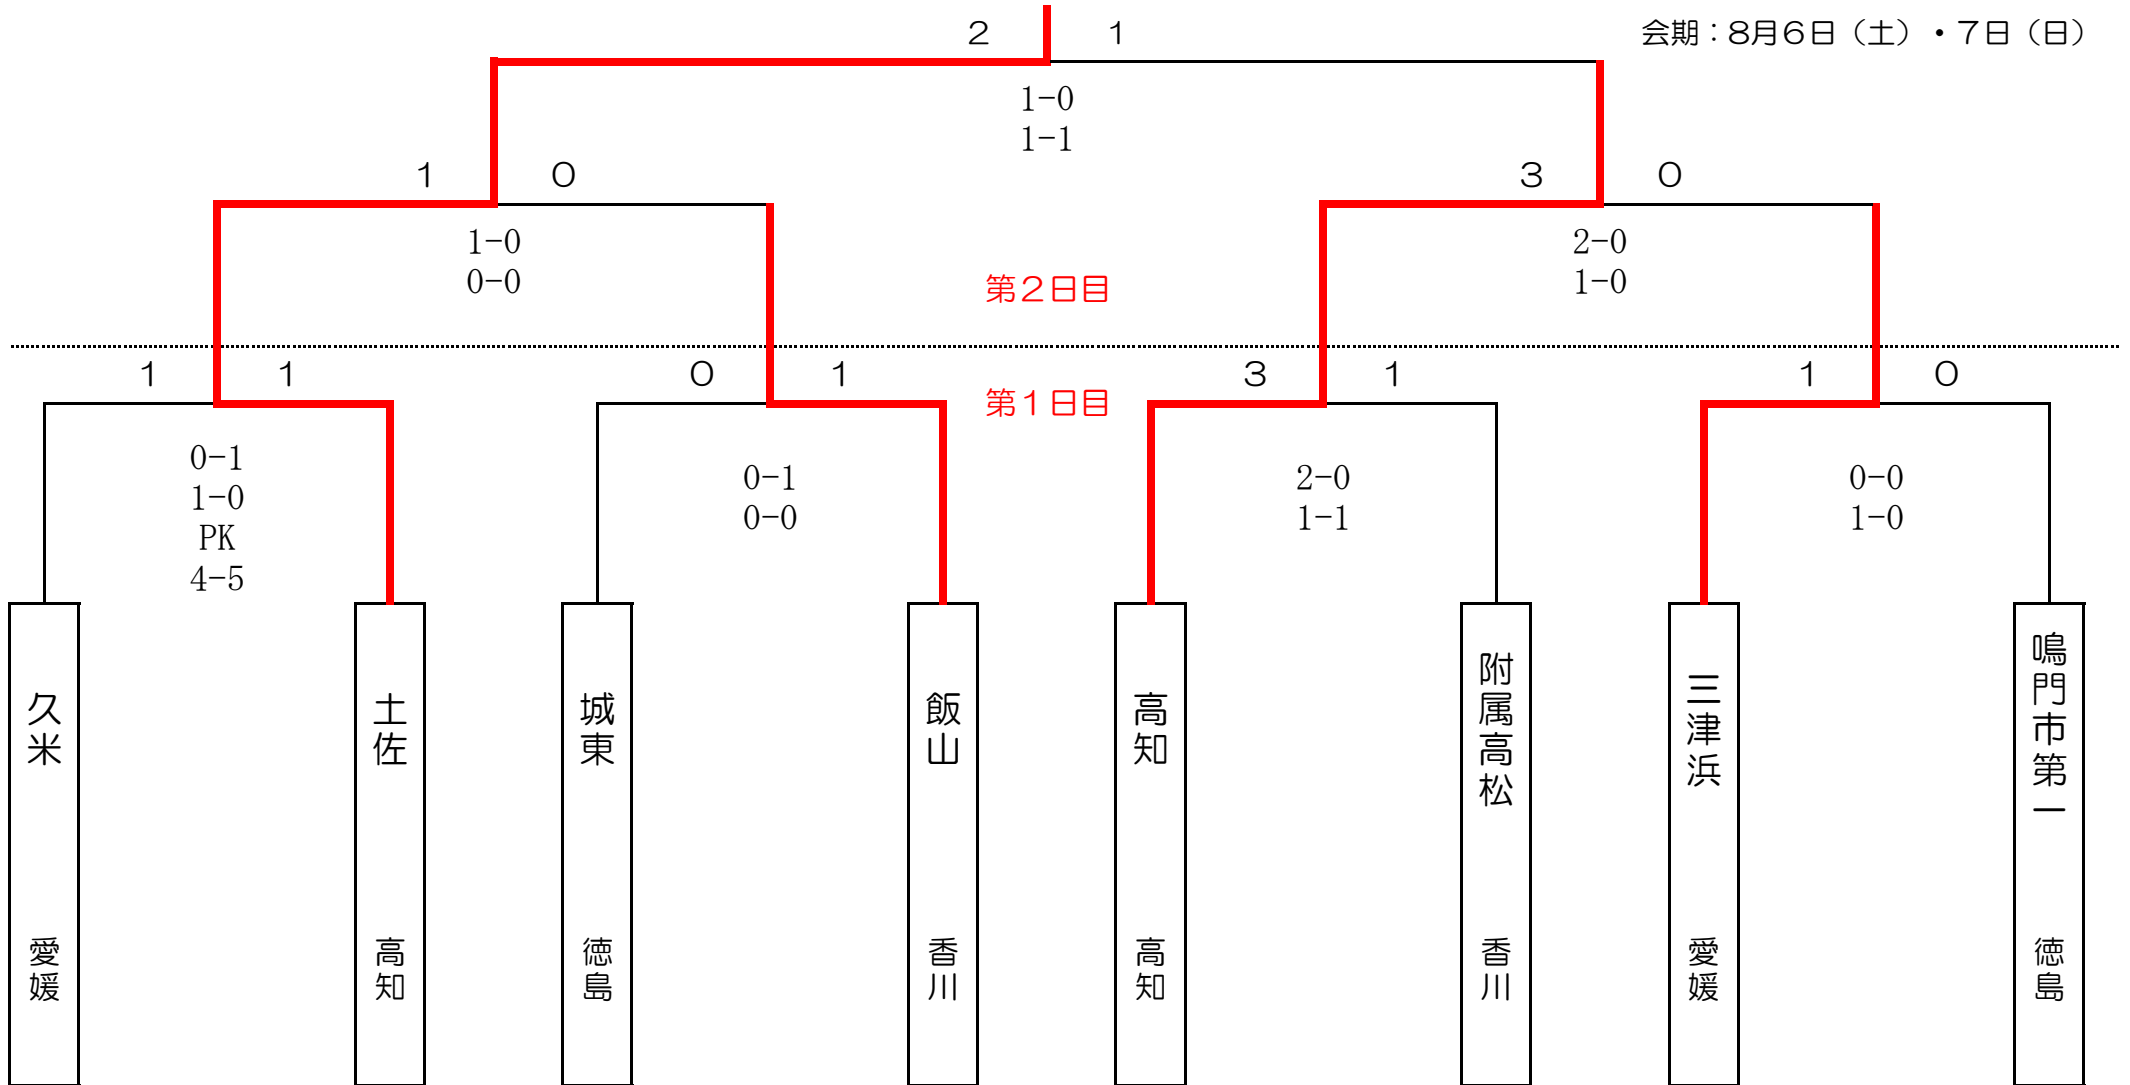 会期：８月６日（土）・７日（日）
２ １
1-0
1-1
１ ０
３ ０
1-0
0-0
2-0
1-0
第２日目
１ １
０ １
３ １
１ ０
第１日目
0-1
1-0
PK
4-5
0-1
0-0
2-0
1-1
0-0
1-0
久米
土佐
城東
飯山
高知
附属高松
三津浜
鳴門市第一
愛媛
高知
徳島
香川
高知
香川
愛媛
徳島